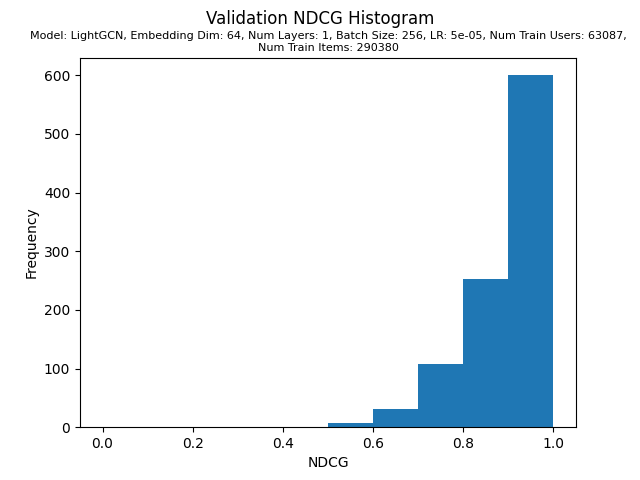 Validation NDCG Histogram
Model: LightGCN, Embedding Dim: 64, Num Layers: 1, Batch Size: 256, LR: 5e-05, Num Train Users: 63087,
Num Train Items: 290380
600
500
400
300
200
100
0
Frequency
0.0 0.2 0.4 0.6 0.8 1.0
NDCG